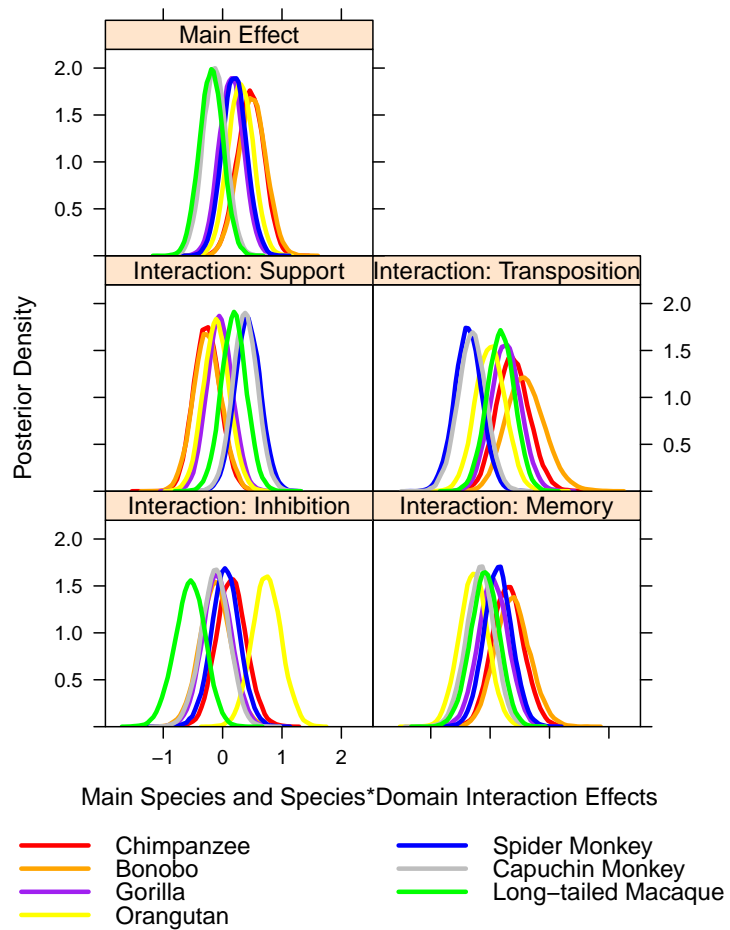 Main Effect
2.0
1.5
1.0
0.5
Interaction: Support
Interaction: Transposition
2.0
1.5
1.0
0.5
Posterior Density
Interaction: Inhibition
Interaction: Memory
2.0
1.5
1.0
0.5
−1
0
1
2
Main Species and Species*Domain Interaction Effects
Chimpanzee
Bonobo
Gorilla
Orangutan
Spider Monkey
Capuchin Monkey
Long−tailed Macaque